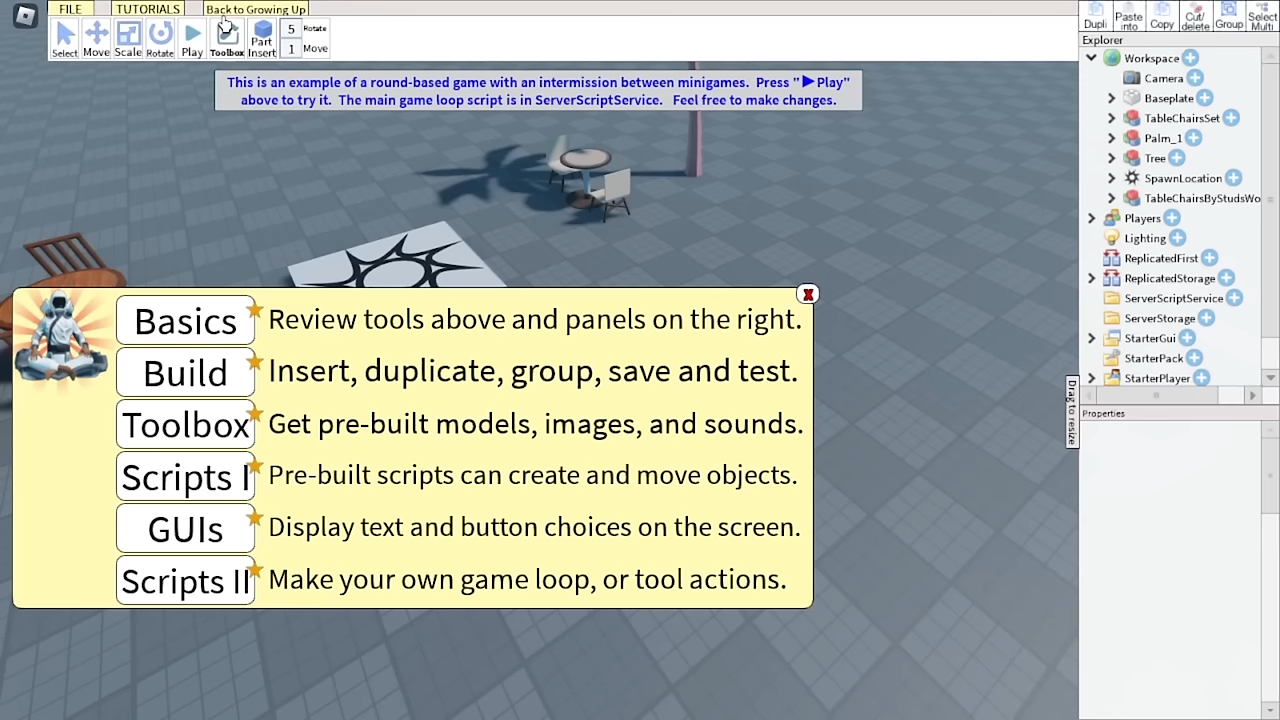 FILE
TUTORIALS
Back to Growing Up
Select
Move
Scale
Rotate
Play
Toolbox
Part
Insert
5 Rotate
1 Move
Dupli
Paste
into
Copy
Cut/
delete
Group
Select
Multi
This is an example of a round-based game with an intermission between minigames. Press "▶Play"
above to try it. The main game loop script is in ServerScriptService. Feel free to make changes.
Explorer
Workspace
Camera
Baseplate
TableChairsSet
Palm_1
Tree
SpawnLocation
TableChairsByStudsWo
Players
Lighting
ReplicatedFirst
ReplicatedStorage
ServerScriptService
ServerStorage
StarterGui
StarterPack
StarterPlayer
Drag to resize
Properties
X
Basics Review tools above and panels on the right.
Build Insert, duplicate, group, save and test.
Toolbox Get pre-built models, images, and sounds.
Scripts I Pre-built scripts can create and move objects.
GUIs Display text and button choices on the screen.
Scripts II Make your own game loop, or tool actions.